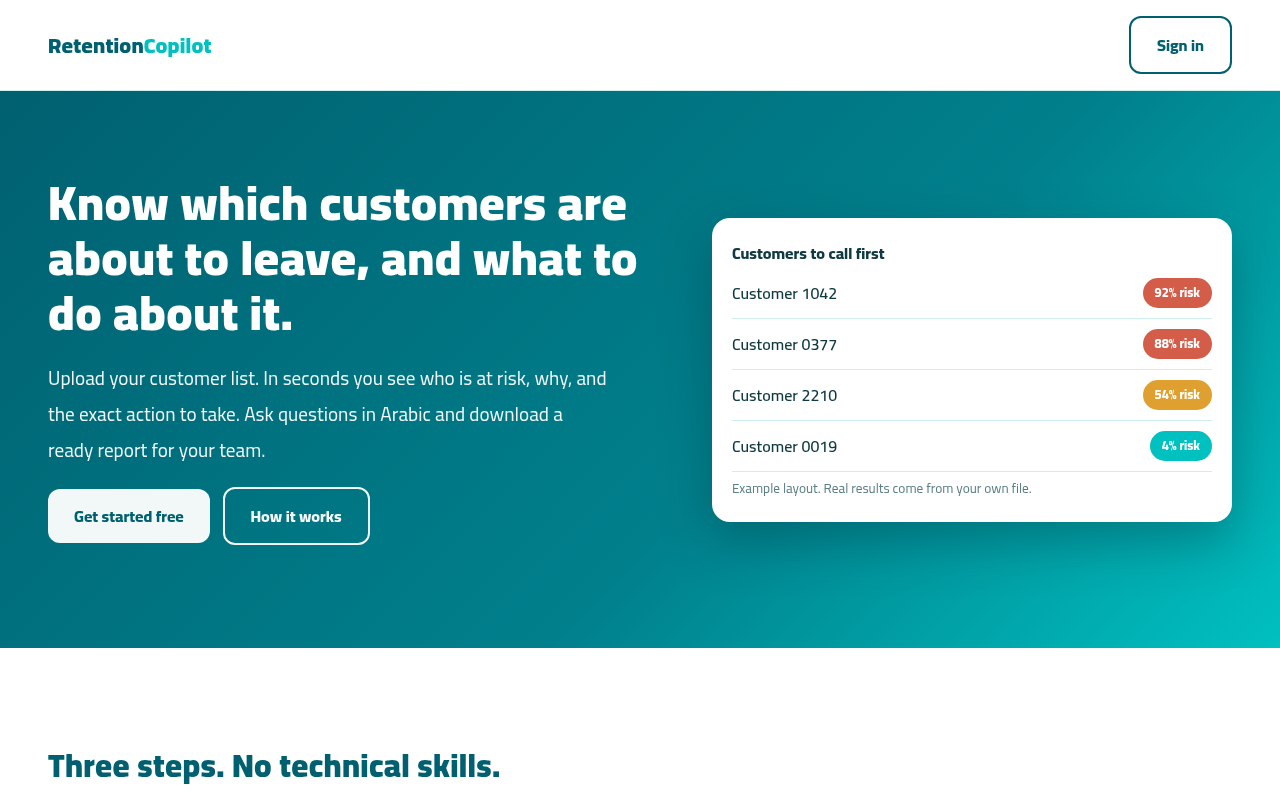 RetentionCopilot
Sign in
Know which customers are
about to leave, and what to
do about it.
Upload your customer list. In seconds you see who is at risk, why, and
the exact action to take. Ask questions in Arabic and download a
ready report for your team.
Get started free
How it works
Customers to call first
Customer 1042 92% risk
Customer 0377 88% risk
Customer 2210 54% risk
Customer 0019 4% risk
Example layout. Real results come from your own file.
Three steps. No technical skills.